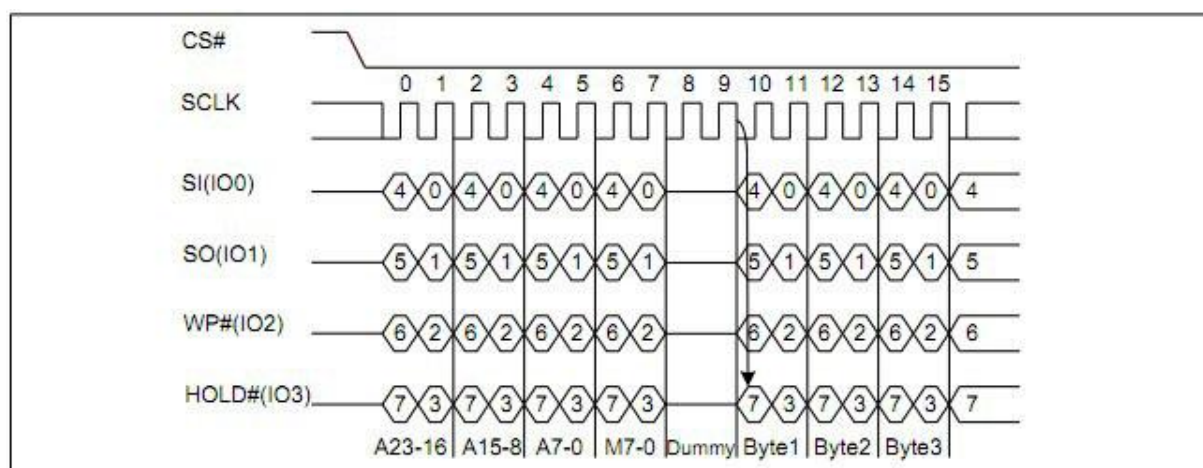 CS#
0 1 2 3 4 5 6 7 8 9 10 11 12 13 14 15
SCLK
SI(IO0) 4 0 4 0 4 0 4 0 4 0 4 0 4 0 4
SO(IO1) 5 1 5 1 5 1 5 1 5 1 5 1 5 1 5
WP#(IO2) 6 2 6 2 6 2 6 2 6 2 6 2 6 2 6
HOLD#(IO3) 7 3 7 3 7 3 7 3 7 3 7 3 7 3 7
A23-16 A15-8 A7-0 M7-0 Dummy Byte1 Byte2 Byte3